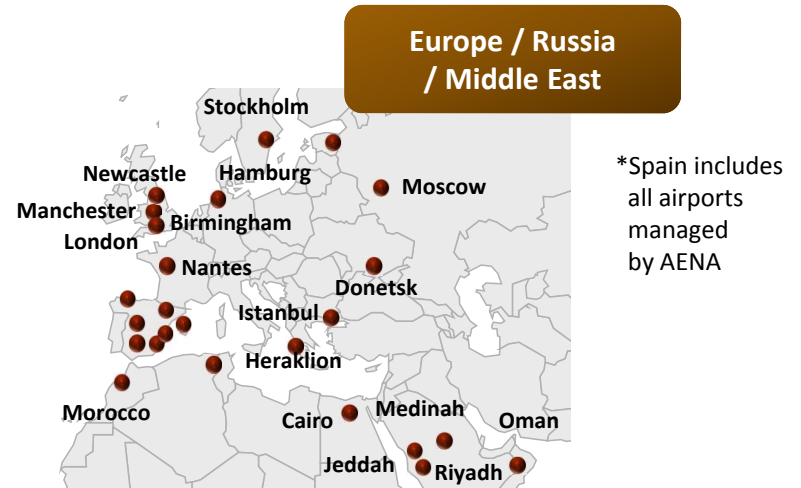 Europe / Russia
/ Middle East
Stockholm
Newcastle
Hamburg
Moscow
Manchester
Birmingham
London
Nantes
Donetsk
Istanbul
Heraklion
Morocco
Cairo
Medinah
Oman
Jeddah
Riyadh
*Spain includes
all airports
managed
by AENA